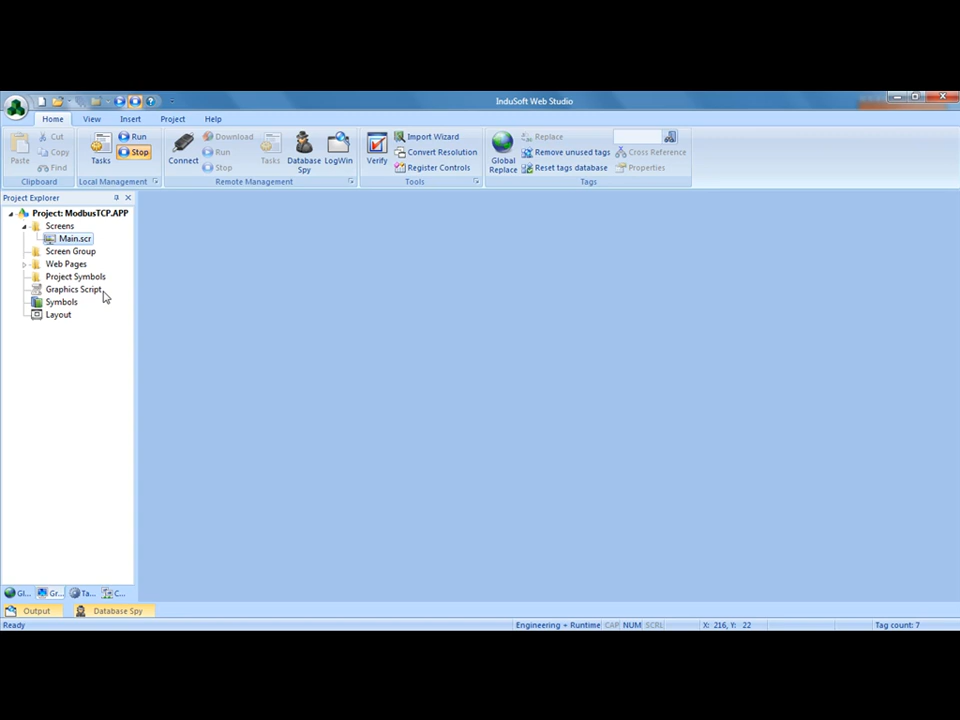 InduSoft Web Studio
Home View Insert Project Help
Paste
Cut
Copy
Find
Clipboard
Tasks
Run
Stop
Local Management
Connect
Download
Run
Stop
Tasks
Database Spy
LogWin
Remote Management
Verify
Import Wizard
Convert Resolution
Register Controls
Tools
Global Replace
Replace
Remove unused tags
Reset tags database
Cross Reference
Properties
Tags
Project Explorer
Project: ModbusTCP.APP
Screens
Main.scr
Screen Group
Web Pages
Project Symbols
Graphics Script
Symbols
Layout
Gl... Gr... Ta... C...
Output Database Spy
Ready Engineering + Runtime CAP NUM SCRL X: 216, Y: 22 Tag count: 7